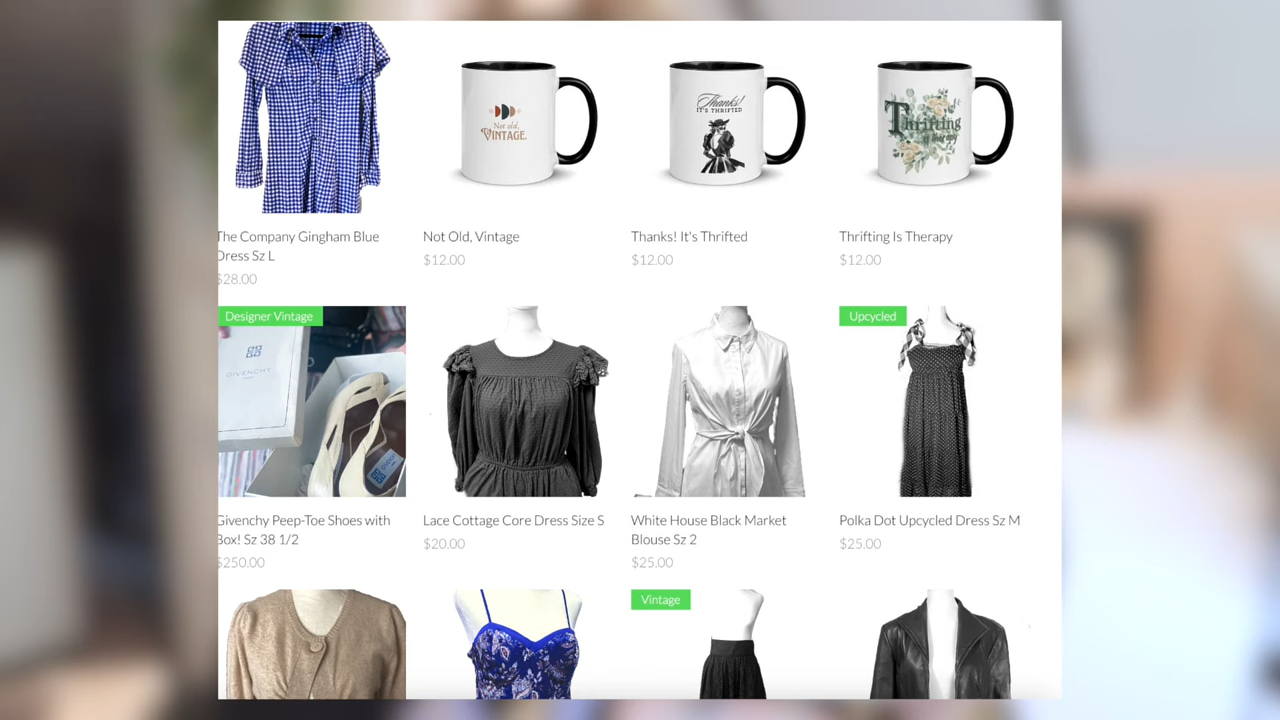 Not old,
VINTAGE.
Thanks!
IT'S THRIFTED
Thrifting
The Company Gingham Blue
Dress Sz L
$28.00
Not Old, Vintage
$12.00
Thanks! It's Thrifted
$12.00
Thrifting Is Therapy
$12.00
Designer Vintage
GIVENCHY
Upcycled
Givenchy Peep-Toe Shoes with
Box! Sz 38 1/2
$250.00
Lace Cottage Core Dress Size S
$20.00
White House Black Market
Blouse Sz 2
$25.00
Polka Dot Upcycled Dress Sz M
$25.00
Vintage